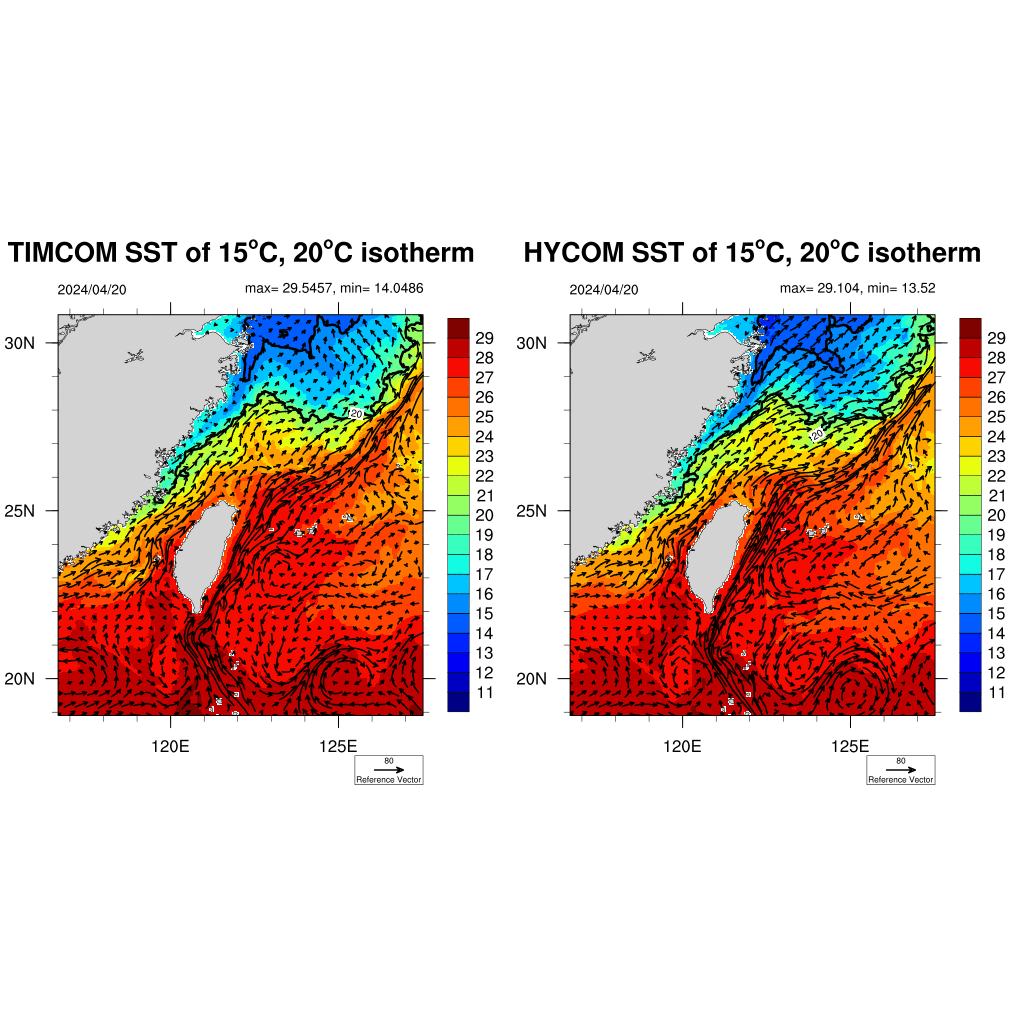 TIMCOM SST of 15°C, 20°C isotherm
2024/04/20
max= 29.5457, min= 14.0486
30N
25N
20N
120E
125E
20
29
28
27
26
25
24
23
22
21
20
19
18
17
16
15
14
13
12
11
80
Reference Vector
HYCOM SST of 15°C, 20°C isotherm
2024/04/20
max= 29.104, min= 13.52
30N
25N
20N
120E
125E
20
29
28
27
26
25
24
23
22
21
20
19
18
17
16
15
14
13
12
11
80
Reference Vector